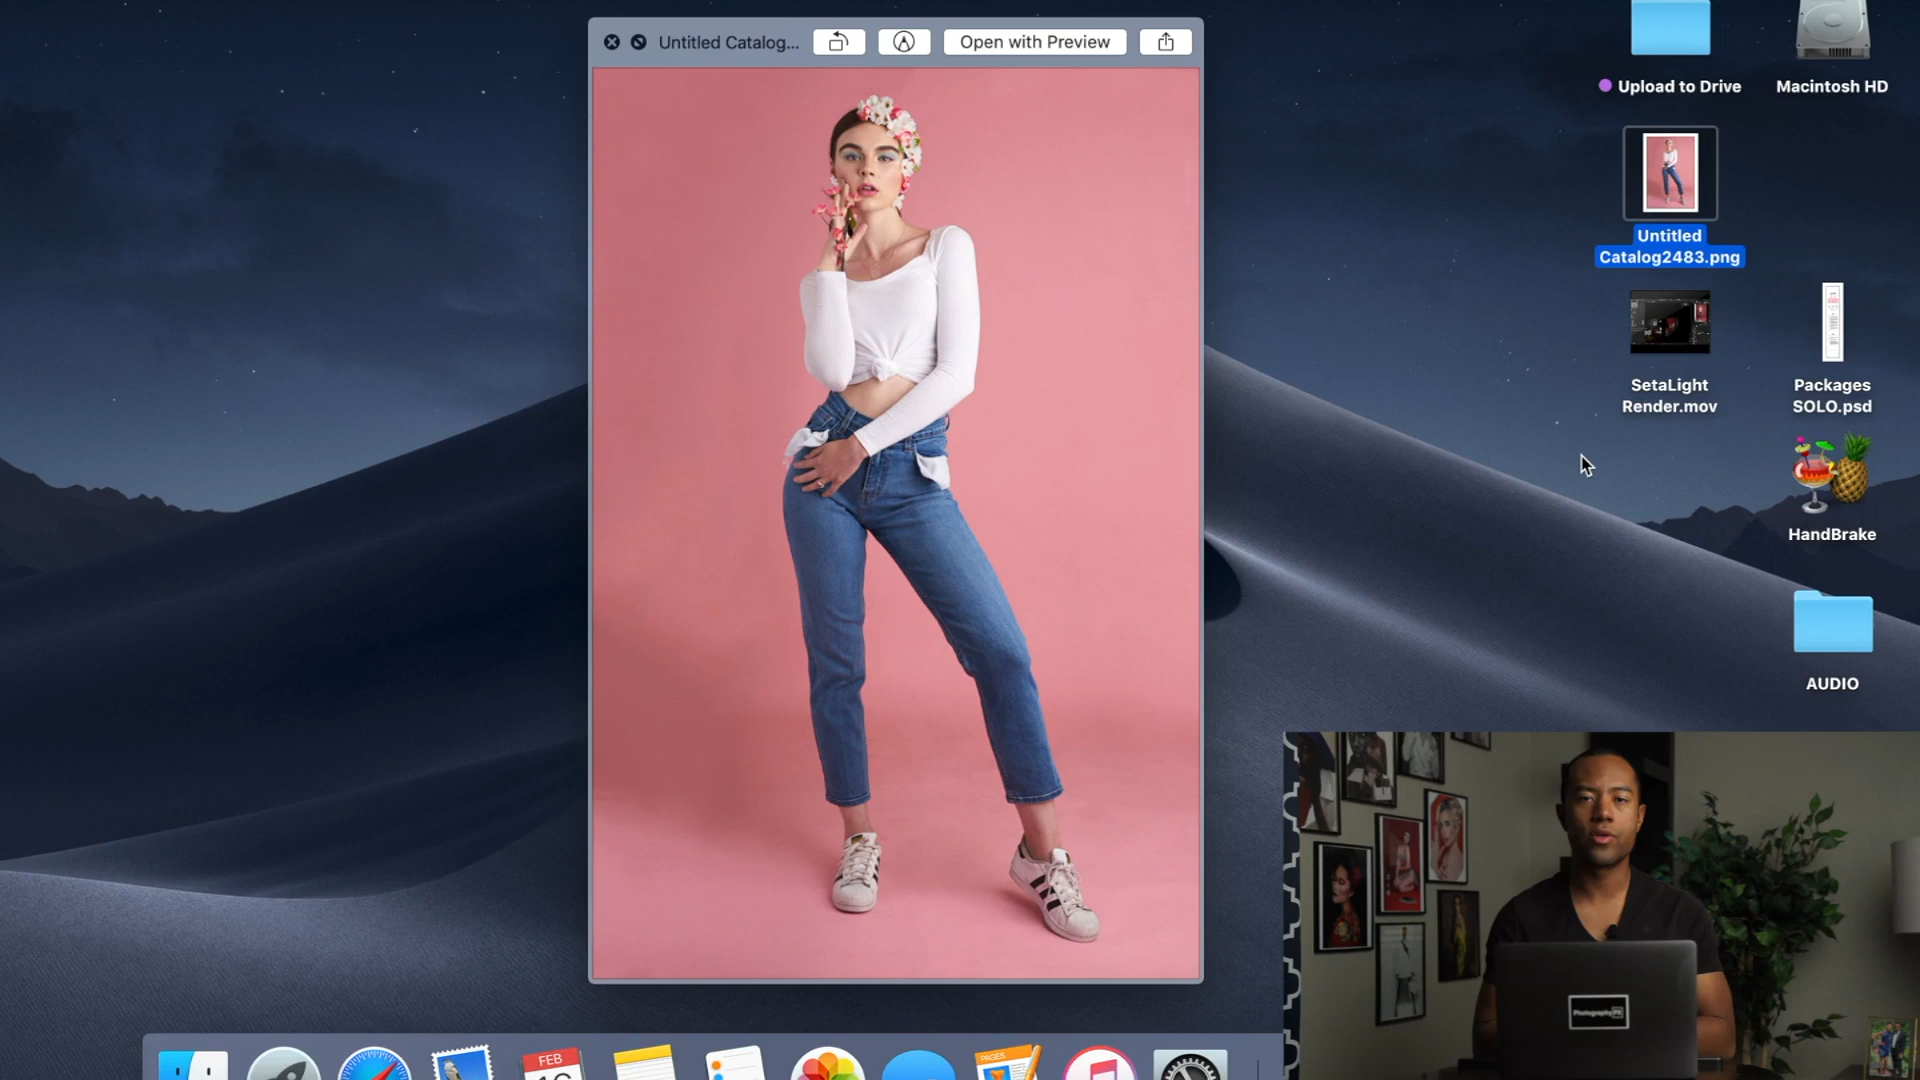 Untitled Catalog...
Open with Preview
Upload to Drive
Macintosh HD
Untitled
Catalog2483.png
SetaLight
Render.mov
Packages
SOLO.psd
HandBrake
AUDIO
FEB
PAGES